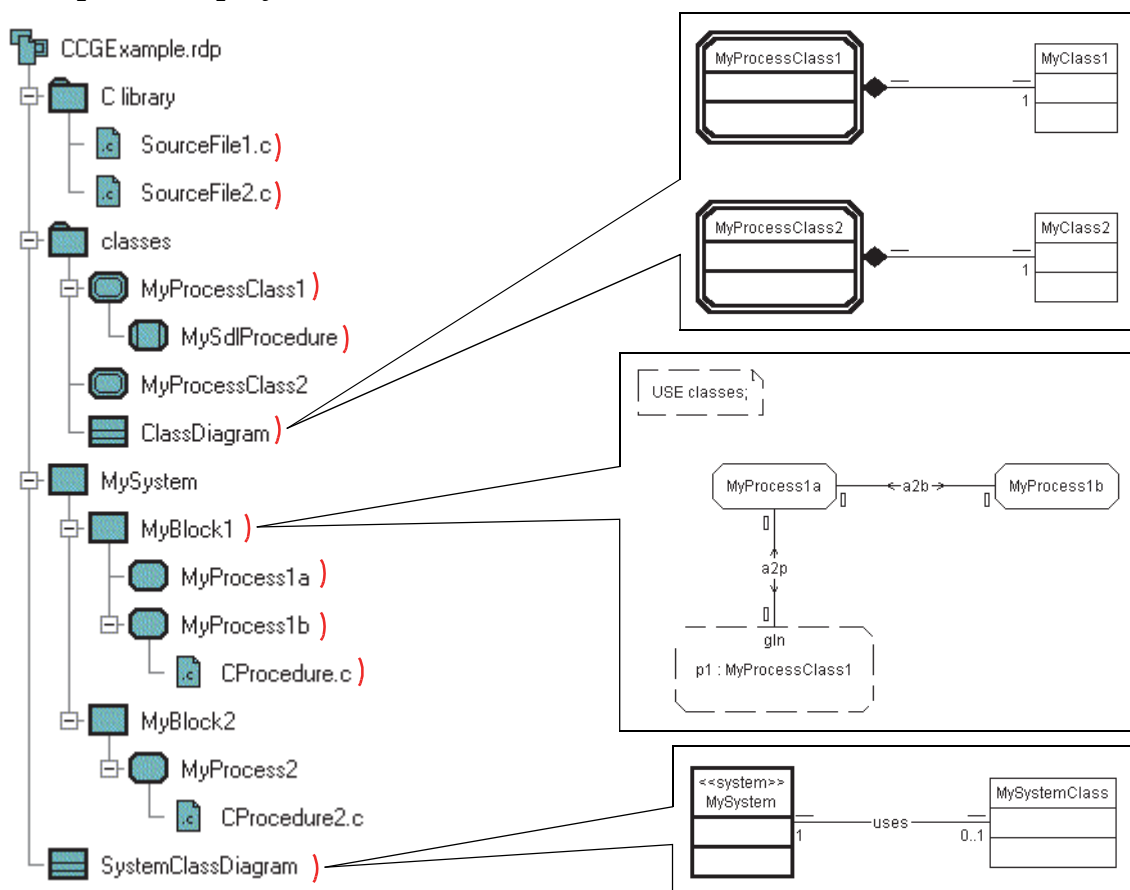 CCGExample.rdp
C library
.c SourceFile1.c )
.c SourceFile2.c )
classes
MyProcessClass1 )
MySdlProcedure )
MyProcessClass2
ClassDiagram )
MySystem
MyBlock1 )
MyProcess1a )
MyProcess1b )
.c CProcedure.c )
MyBlock2
MyProcess2
.c CProcedure2.c
SystemClassDiagram )
MyProcessClass1
MyClass1
1
MyProcessClass2
MyClass2
1
USE classes;
MyProcess1a
a2b
MyProcess1b
[]
[]
[]
a2p
[]
gIn
p1 : MyProcessClass1
<<system>>
MySystem
1
uses
0..1
MySystemClass